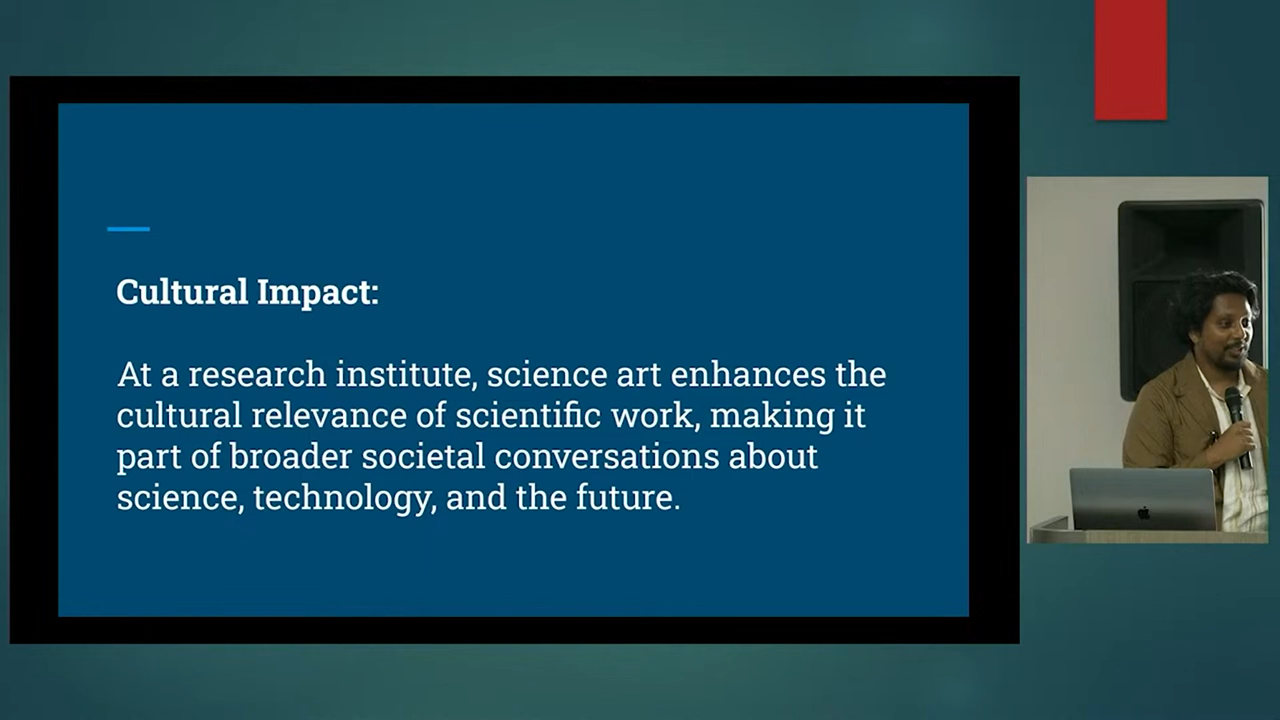 Cultural Impact:
At a research institute, science art enhances the
cultural relevance of scientific work, making it
part of broader societal conversations about
science, technology, and the future.